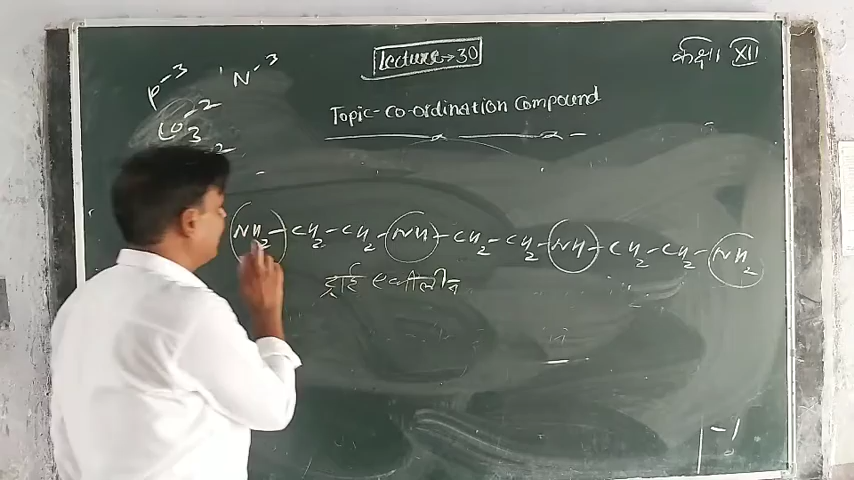 Lecture→30
कक्षा XII
P-3 N-3
CO3-2
Topic-co-ordination Compound
NH2-CH2-CH2-NH-CH2-CH2-NH-CH2-CH2-NH2
ट्राई